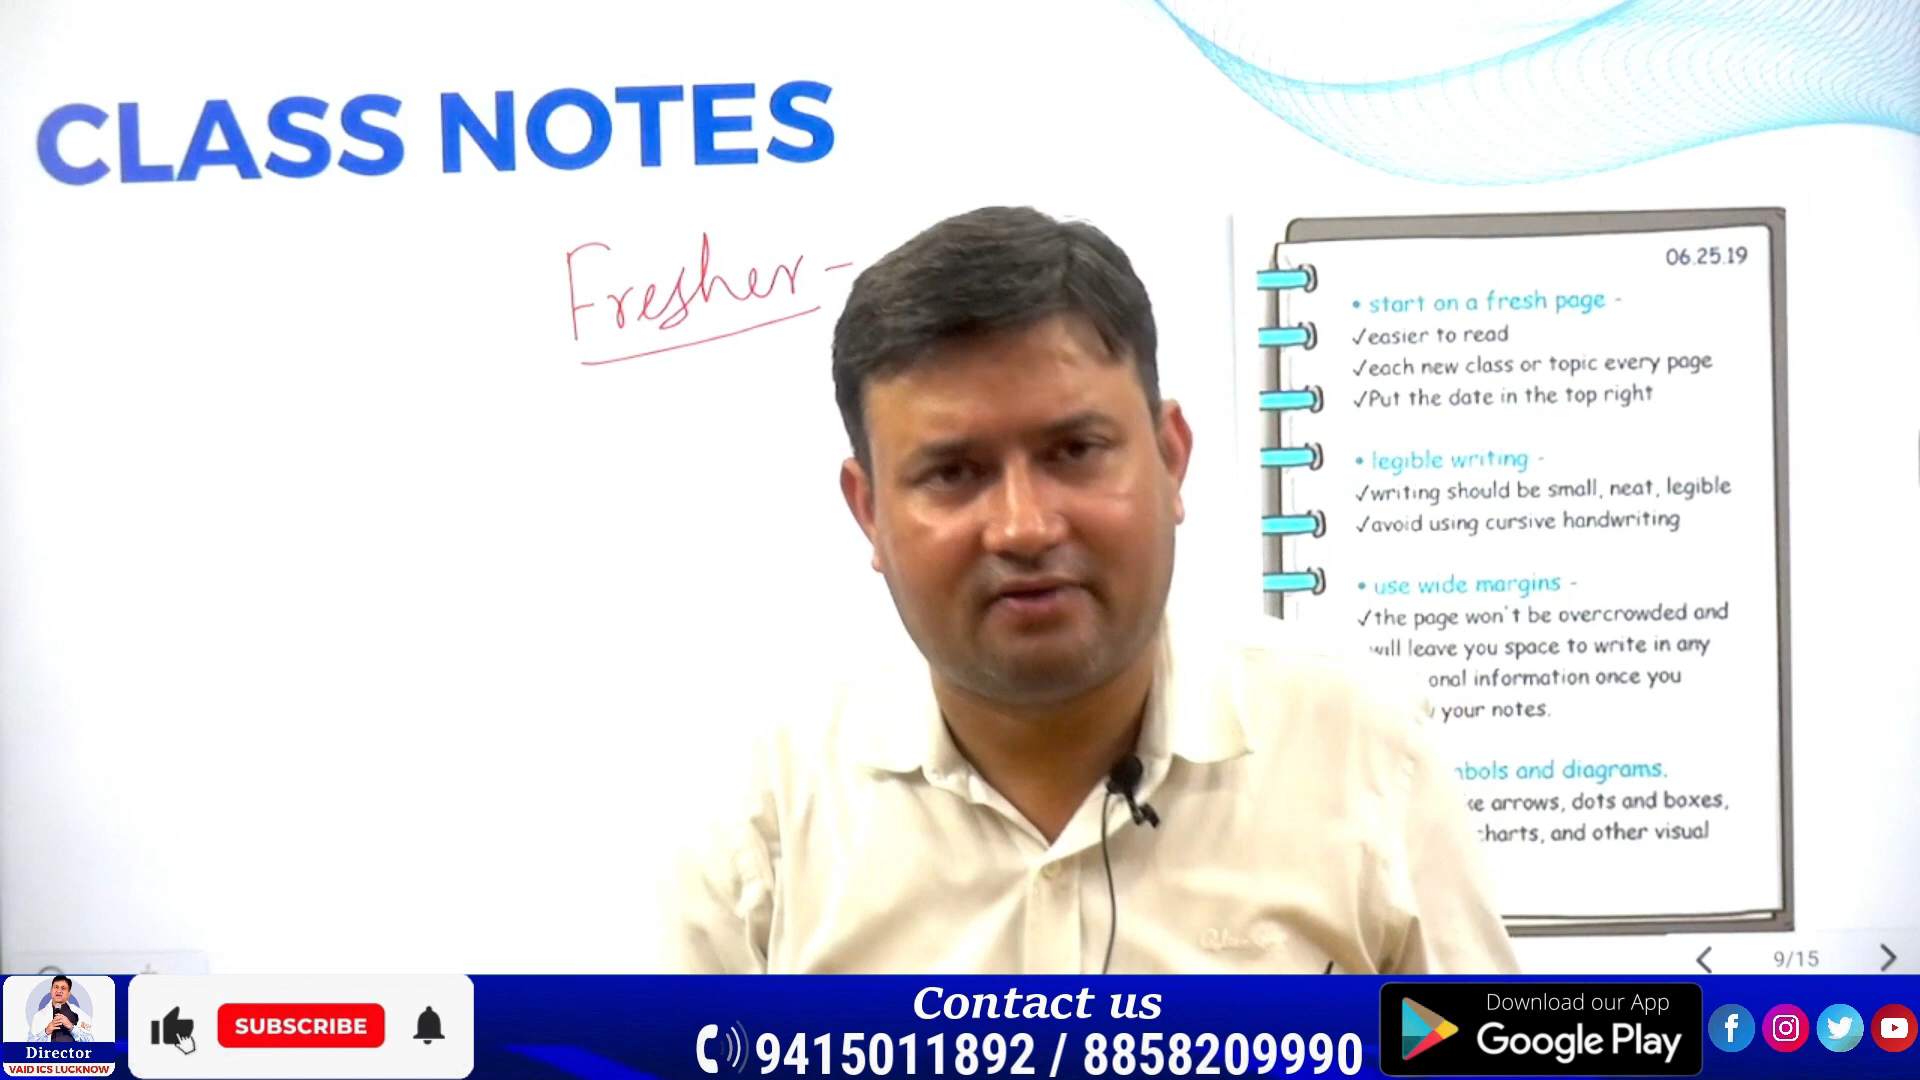 CLASS NOTES
Fresher -
06.25.19
• start on a fresh page -
✓easier to read
✓each new class or topic every page
✓Put the date in the top right
• legible writing -
✓writing should be small, neat, legible
✓avoid using cursive handwriting
• use wide margins -
✓the page won't be overcrowded and
will leave you space to write in any
onal information once you
your notes.
mbols and diagrams.
ke arrows, dots and boxes,
charts, and other visual
9/15
Director
VAID ICS LUCKNOW
SUBSCRIBE
Contact us
9415011892 / 8858209990
Download our App
Google Play